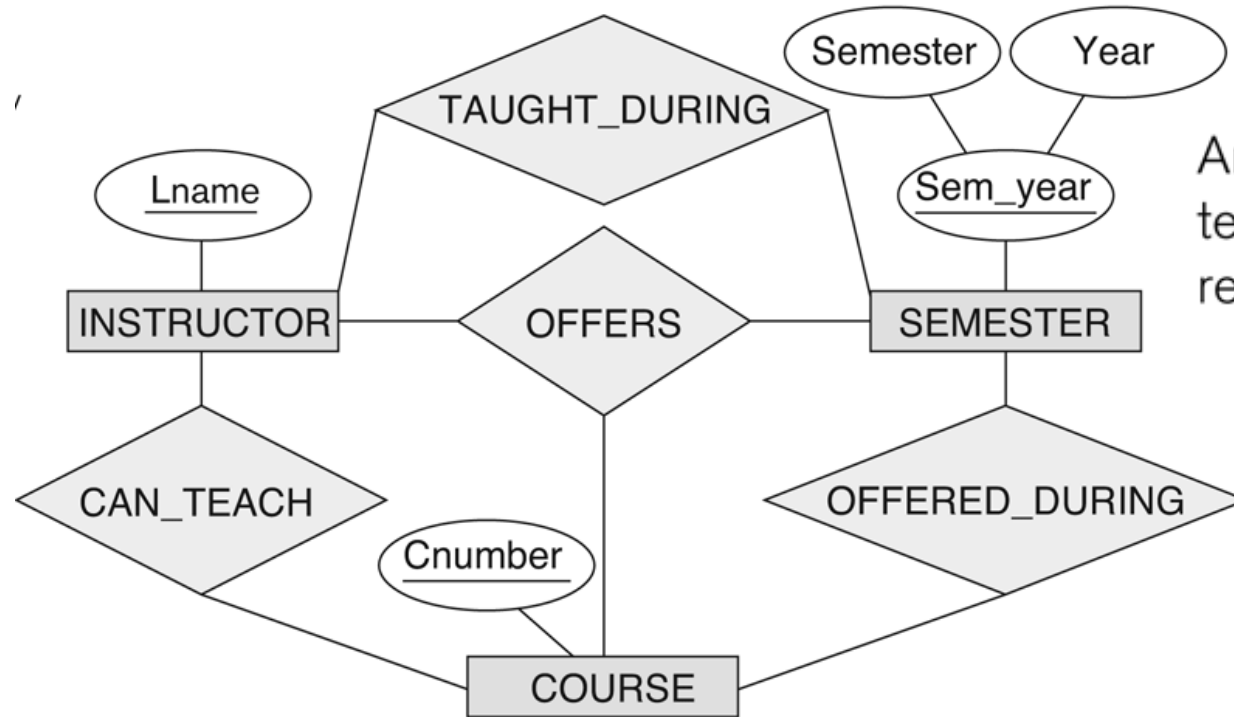 TAUGHT_DURING
Semester
Year
Lname
Sem_year
INSTRUCTOR
OFFERS
SEMESTER
CAN_TEACH
OFFERED_DURING
Cnumber
COURSE